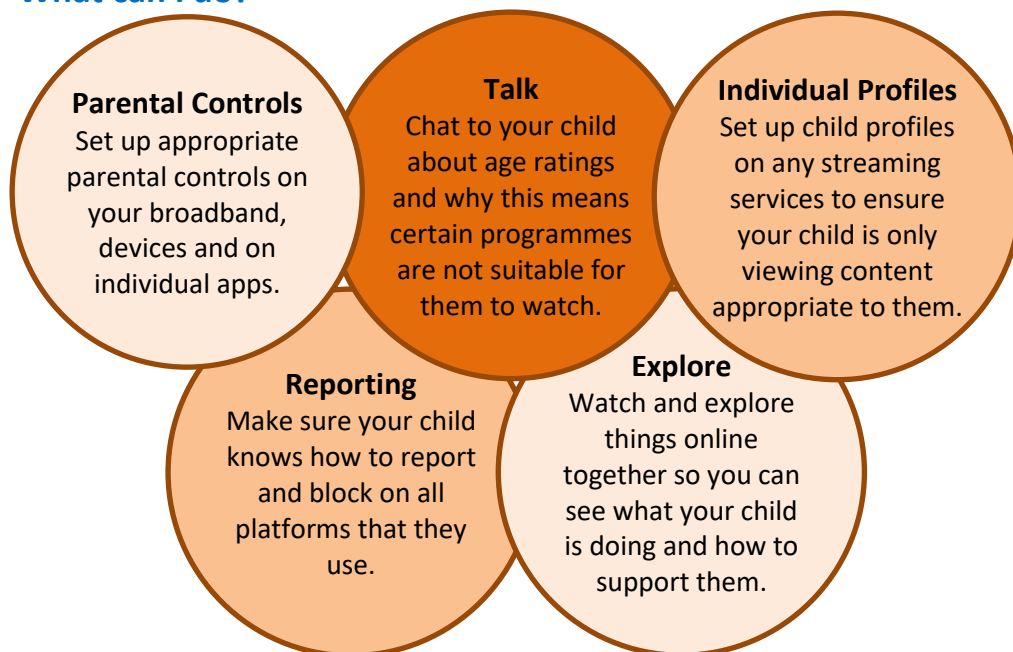 What can I do?
Parental Controls
Set up appropriate
parental controls on
your broadband,
devices and on
individual apps.
Talk
Chat to your child
about age ratings
and why this means
certain programmes
are not suitable for
them to watch.
Individual Profiles
Set up child profiles
on any streaming
services to ensure
your child is only
viewing content
appropriate to them.
Reporting
Make sure your child
knows how to report
and block on all
platforms that they
use.
Explore
Watch and explore
things online
together so you can
see what your child
is doing and how to
support them.